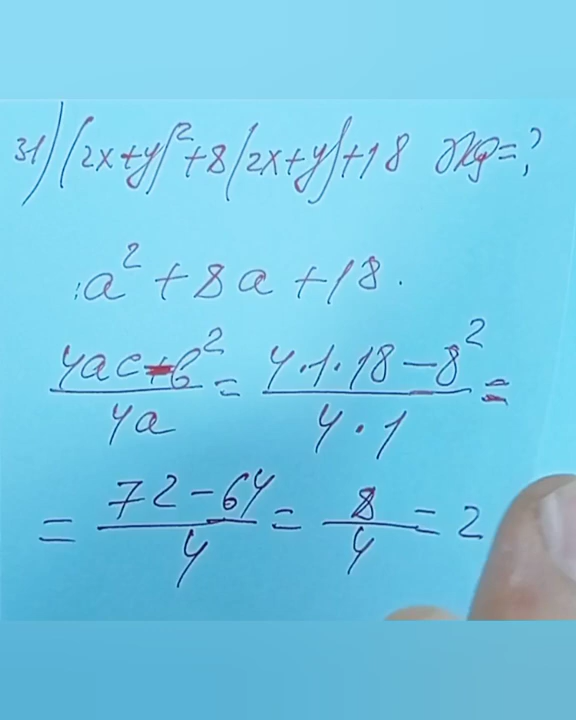 31) (2x+y)²+8(2x+y)+18 =?
a²+8a+18.
4ac-b²/4a = 4·1·18-8²/4·1 =
= 72-64/4 = 8/4 = 2